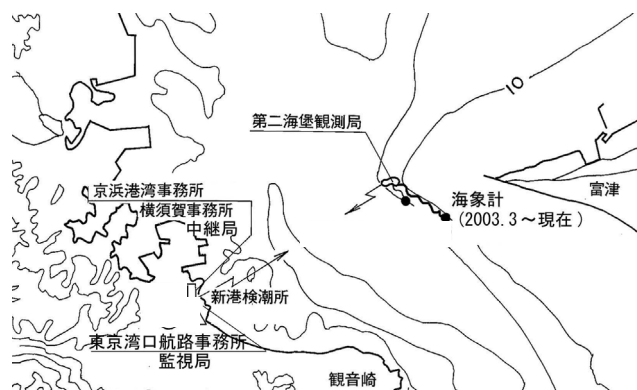 10
第二海堡観測局
富津
京浜港湾事務所
海象計
横須賀事務所
(2003.3～現在)
中継局
新港検潮所
東京湾口航路事務所
監視局
観音崎